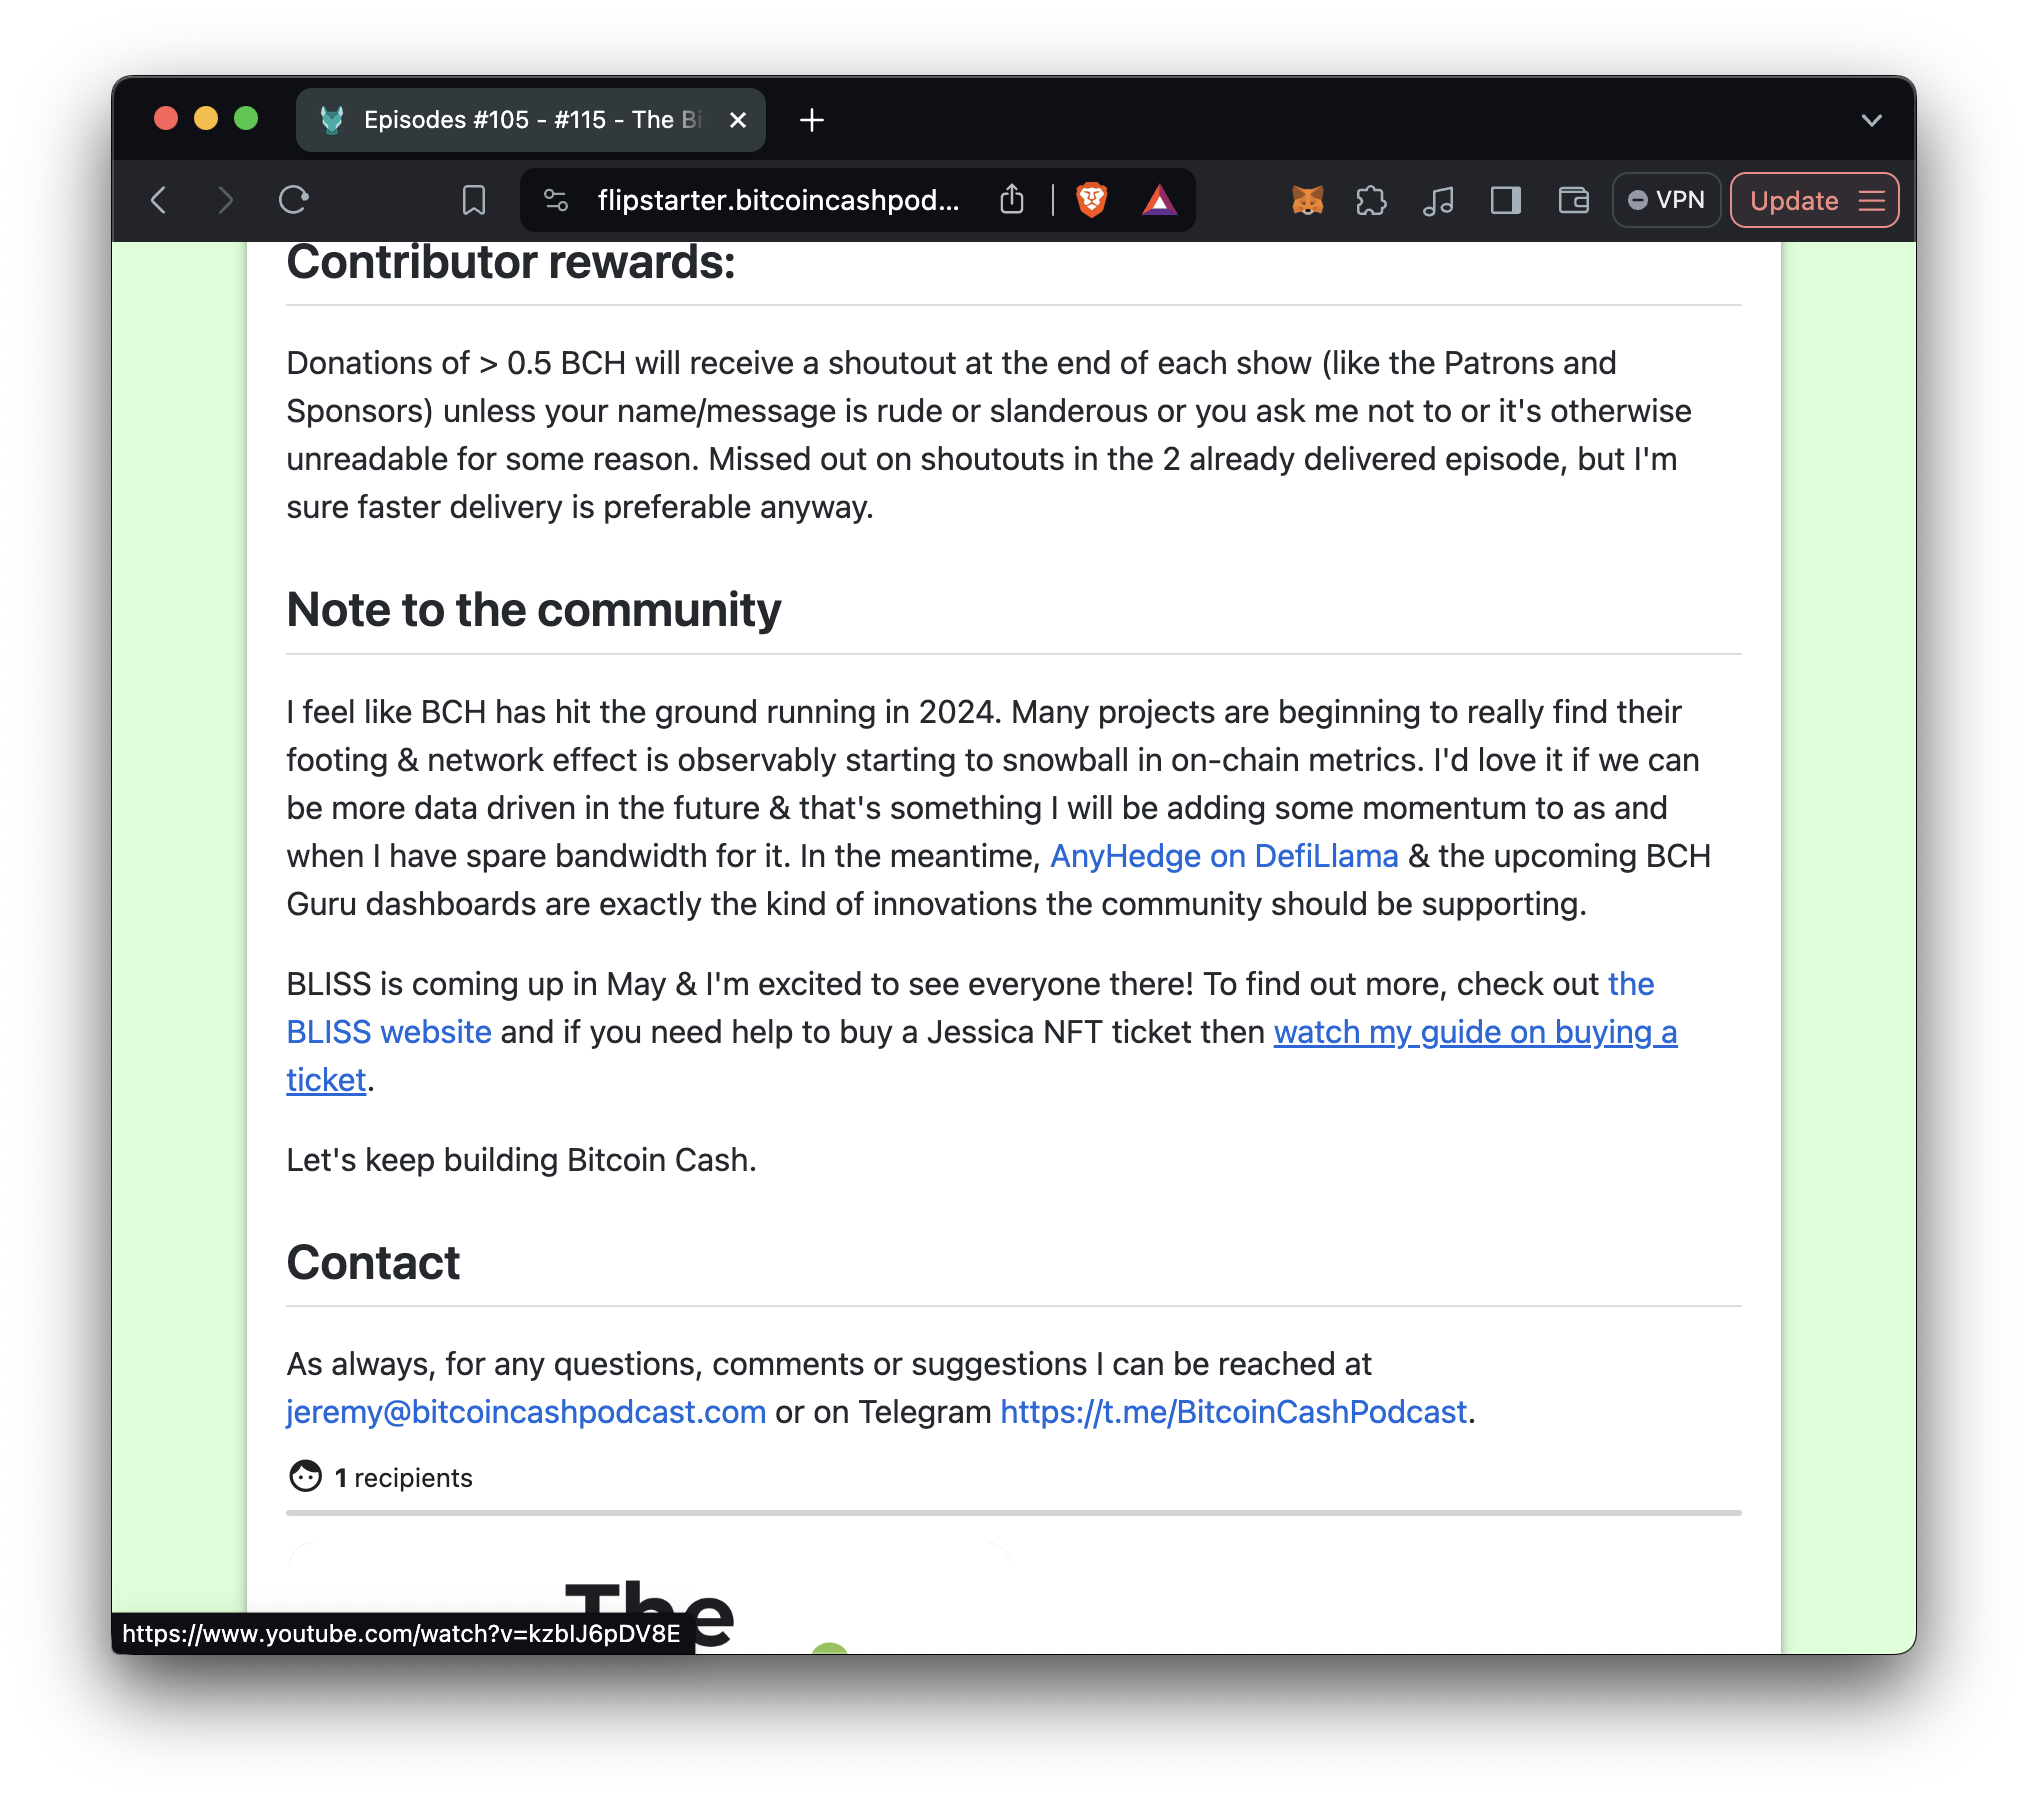 Episodes #105 - #115 - The Bi
flipstarter.bitcoincashpod...
VPN
Update
Contributor rewards:
Donations of > 0.5 BCH will receive a shoutout at the end of each show (like the Patrons and
Sponsors) unless your name/message is rude or slanderous or you ask me not to or it's otherwise
unreadable for some reason. Missed out on shoutouts in the 2 already delivered episode, but I'm
sure faster delivery is preferable anyway.
Note to the community
I feel like BCH has hit the ground running in 2024. Many projects are beginning to really find their
footing & network effect is observably starting to snowball in on-chain metrics. I'd love it if we can
be more data driven in the future & that's something I will be adding some momentum to as and
when I have spare bandwidth for it. In the meantime, AnyHedge on DefiLlama & the upcoming BCH
Guru dashboards are exactly the kind of innovations the community should be supporting.
BLISS is coming up in May & I'm excited to see everyone there! To find out more, check out the
BLISS website and if you need help to buy a Jessica NFT ticket then watch my guide on buying a
ticket.
Let's keep building Bitcoin Cash.
Contact
As always, for any questions, comments or suggestions I can be reached at
jeremy@bitcoincashpodcast.com or on Telegram https://t.me/BitcoinCashPodcast.
1 recipients
The
https://www.youtube.com/watch?v=kzbIJ6pDV8E